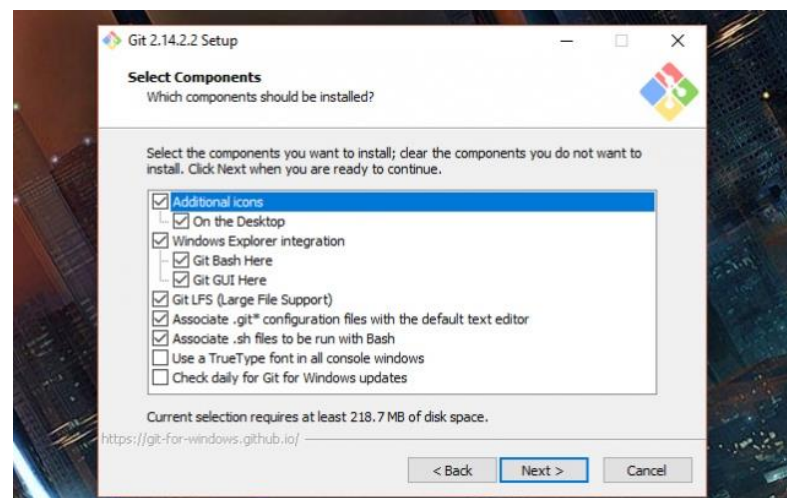 Git 2.14.2.2 Setup
Select Components
Which components should be installed?
Select the components you want to install; clear the components you do not want to
install. Click Next when you are ready to continue.
Additional icons
On the Desktop
Windows Explorer integration
Git Bash Here
Git GUI Here
Git LFS (Large File Support)
Associate .git* configuration files with the default text editor
Associate .sh files to be run with Bash
Use a TrueType font in all console windows
Check daily for Git for Windows updates
Current selection requires at least 218.7 MB of disk space.
https://git-for-windows.github.io/
< Back Next > Cancel